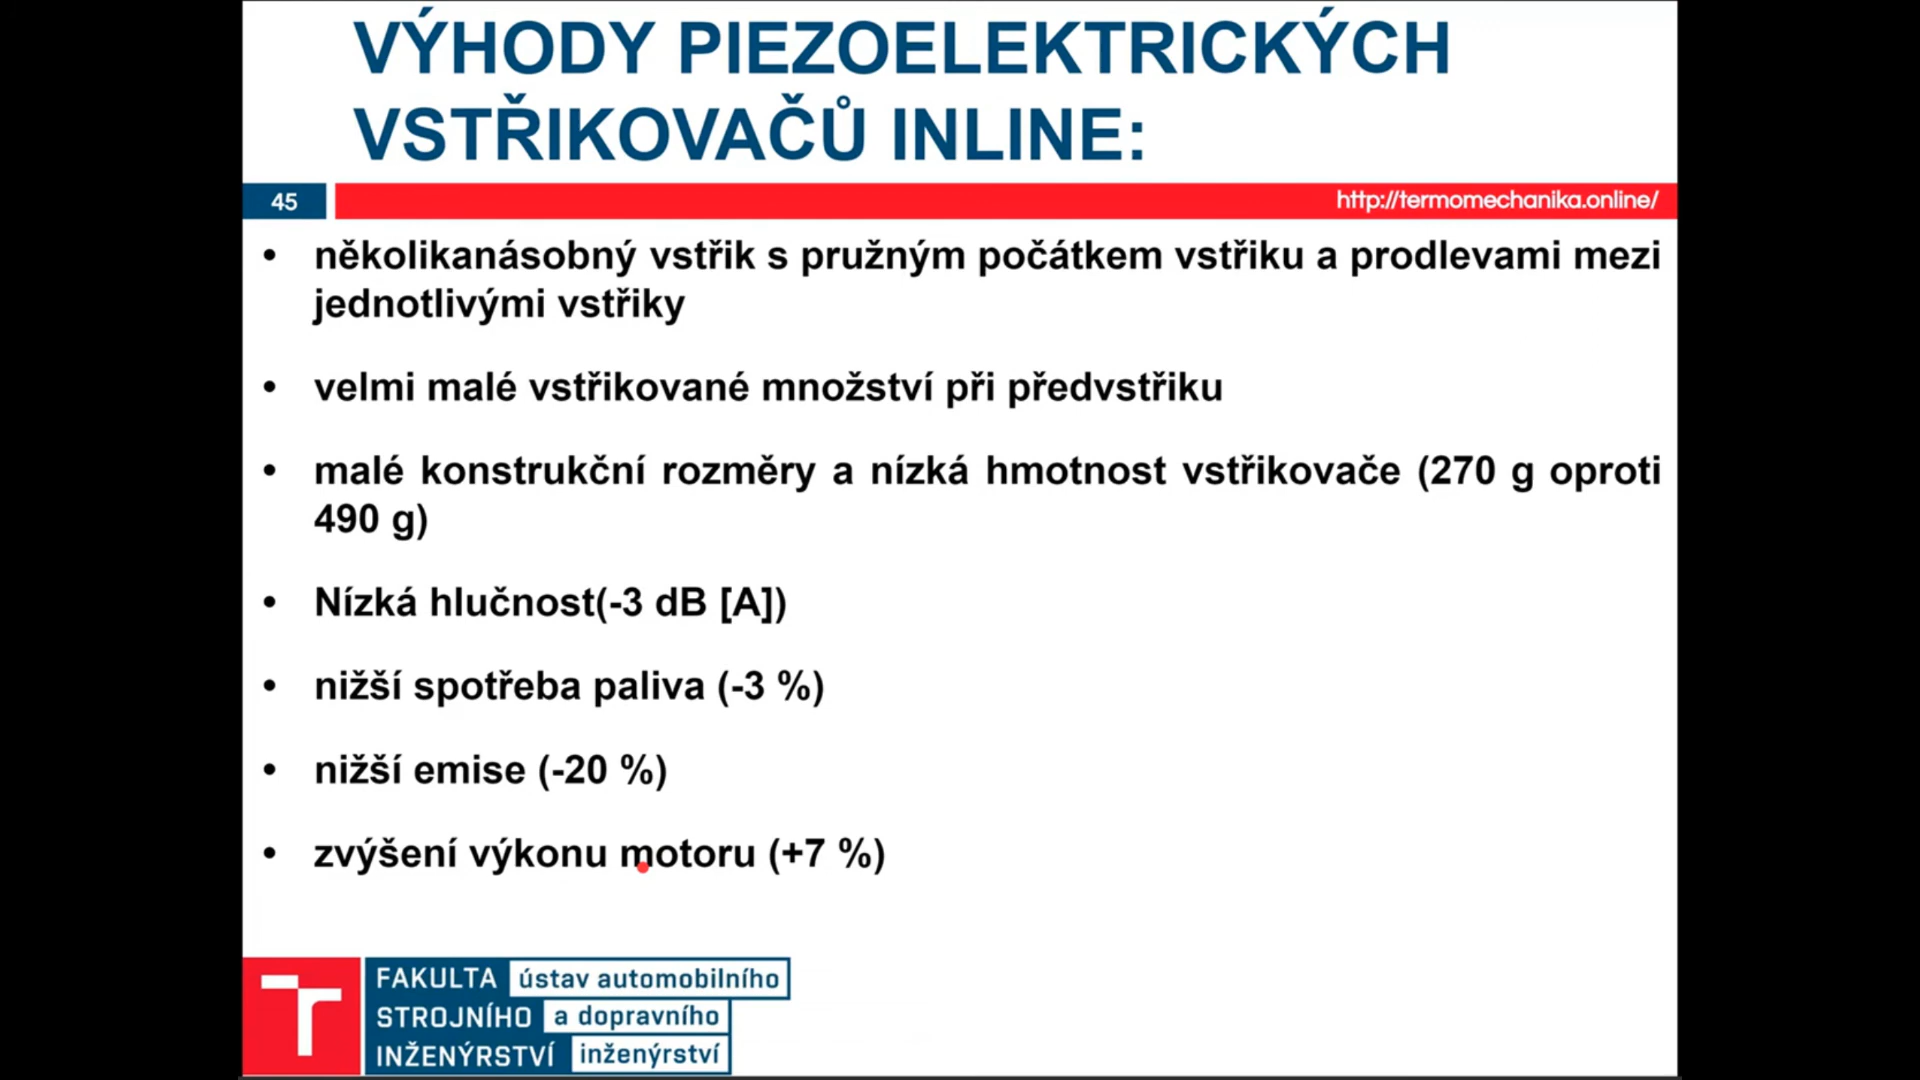 VÝHODY PIEZOELEKTRICKÝCH
VSTŘIKOVAČŮ INLINE:
45
http://termomechanika.online/
• několikanásobný vstřik s pružným počátkem vstřiku a prodlevami mezi
jednotlivými vstřiky
• velmi malé vstřikované množství při předvstřiku
• malé konstrukční rozměry a nízká hmotnost vstřikovače (270 g oproti
490 g)
• Nízká hlučnost(-3 dB [A])
• nižší spotřeba paliva (-3 %)
• nižší emise (-20 %)
• zvýšení výkonu motoru (+7 %)
FAKULTA ústav automobilního
STROJNÍHO a dopravního
INŽENÝRSTVÍ inženýrství